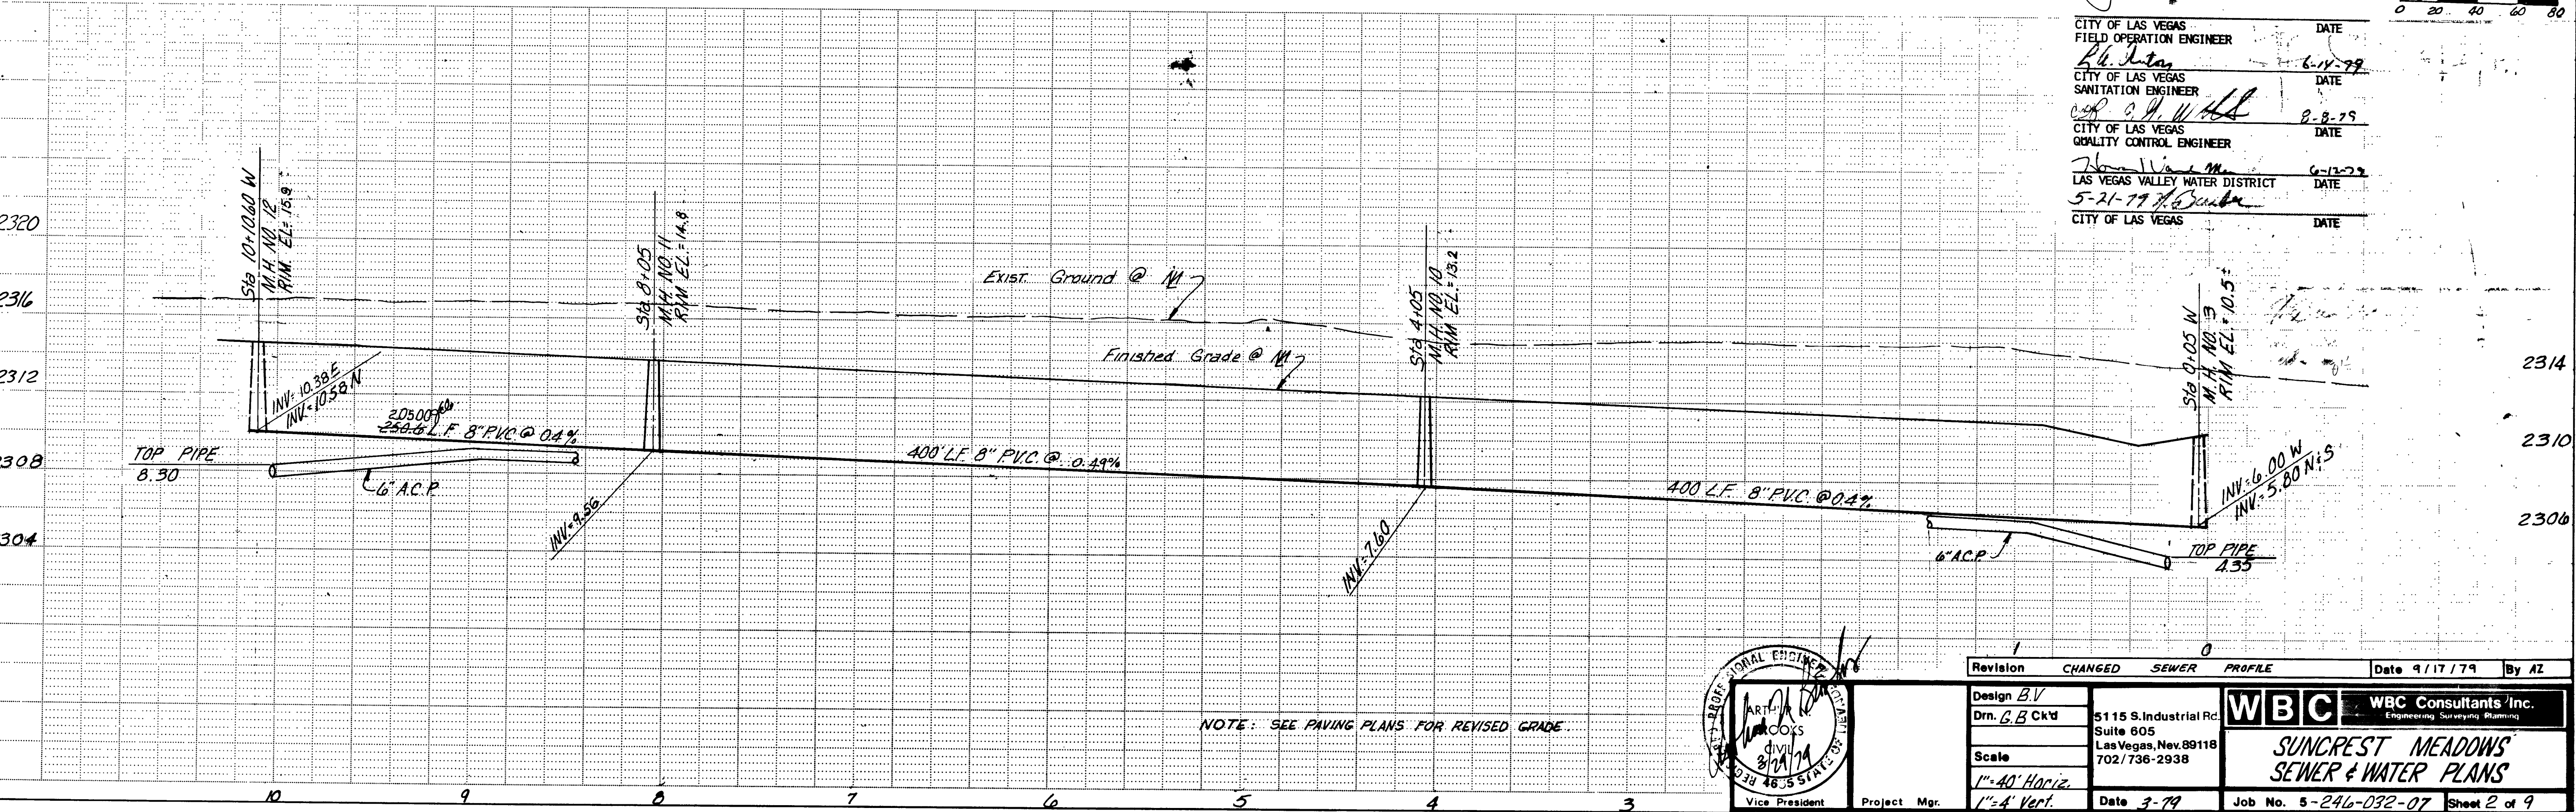 0 20 40 60 80
CITY OF LAS VEGAS DATE
FIELD OPERATION ENGINEER
6-14-79
CITY OF LAS VEGAS DATE
SANITATION ENGINEER
8-8-79
CITY OF LAS VEGAS DATE
QUALITY CONTROL ENGINEER
6-12-79
LAS VEGAS VALLEY WATER DISTRICT DATE
5-21-79
CITY OF LAS VEGAS DATE
2320
2316
2312
2308
2304
2314
2310
2306
Sta 10+10.60 W
M.H. NO. 12
RIM. EL= 15.9
Sta 8+05
M.H. NO. 11
RIM EL.= 14.8
Sta 4+05
M.H. NO. 10
RIM EL.= 13.2
Sta 0+05 W
M.H. NO. 3
RIM EL.= 10.5±
EXIST. Ground @
Finished Grade @
INV= 10.38 E
INV= 10.58 N
205.00
250.6 L.F. 8" P.V.C. @ 0.4%
TOP PIPE
8.30
6" A.C.P.
INV= 9.56
400' L.F. 8" P.V.C. @ 0.49%
INV= 7.60
400 L.F. 8" P.V.C. @ 0.4%
INV= 6.00 W
INV= 5.80 N&S
6" A.C.P.
TOP PIPE
4.35
1 0
NOTE: SEE PAVING PLANS FOR REVISED GRADE.
10 9 8 7 6 5 4 3
CIVIL
3/29/79
Vice President
Project Mgr.
Revision CHANGED SEWER PROFILE Date 9/17/79 By AZ
Design B.V
Drn. G.B Ck'd
Scale
1"=40' Horiz.
1"=4' Vert.
5115 S.Industrial Rd.
Suite 605
Las Vegas, Nev. 89118
702/736-2938
Date 3-79
WBC WBC Consultants Inc.
Engineering Surveying Planning
SUNCREST MEADOWS
SEWER & WATER PLANS
Job No. 5-246-032-07 Sheet 2 of 9